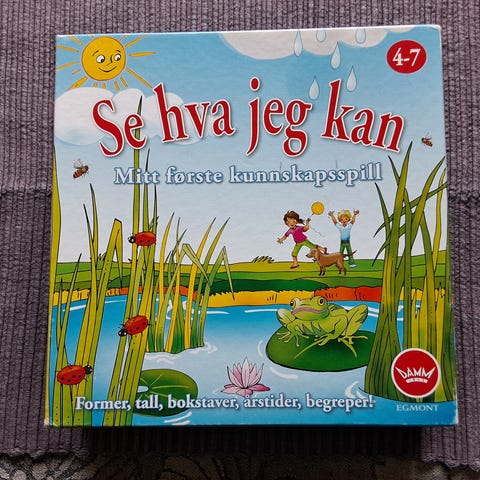 4-7
Se hva jeg kan
Mitt første kunnskapsspill
DAMM
EGMONT
Former, tall, bokstaver, årstider, begreper!